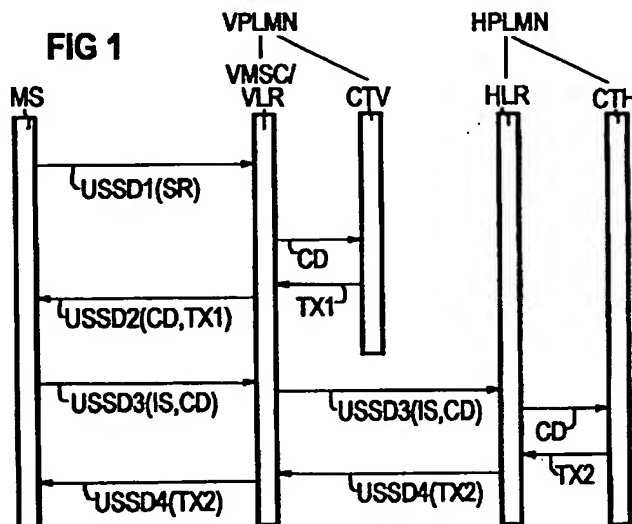 FIG 1
VPLMN
HPLMN
MS
VMSC/
VLR
CTV
HLR
CTH
USSD1(SR)
CD
TX1
USSD2(CD,TX1)
USSD3(IS,CD)
USSD3(IS,CD)
CD
TX2
USSD4(TX2)
USSD4(TX2)